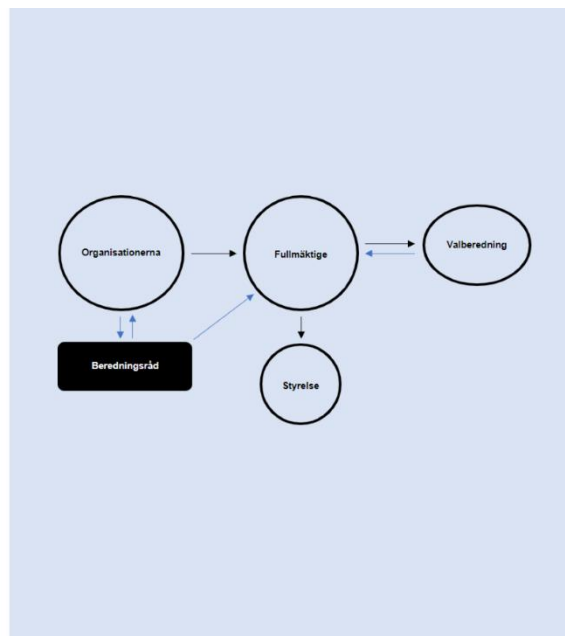 Organisationerna
Fullmäktige
Valberedning
Beredningsråd
Styrelse